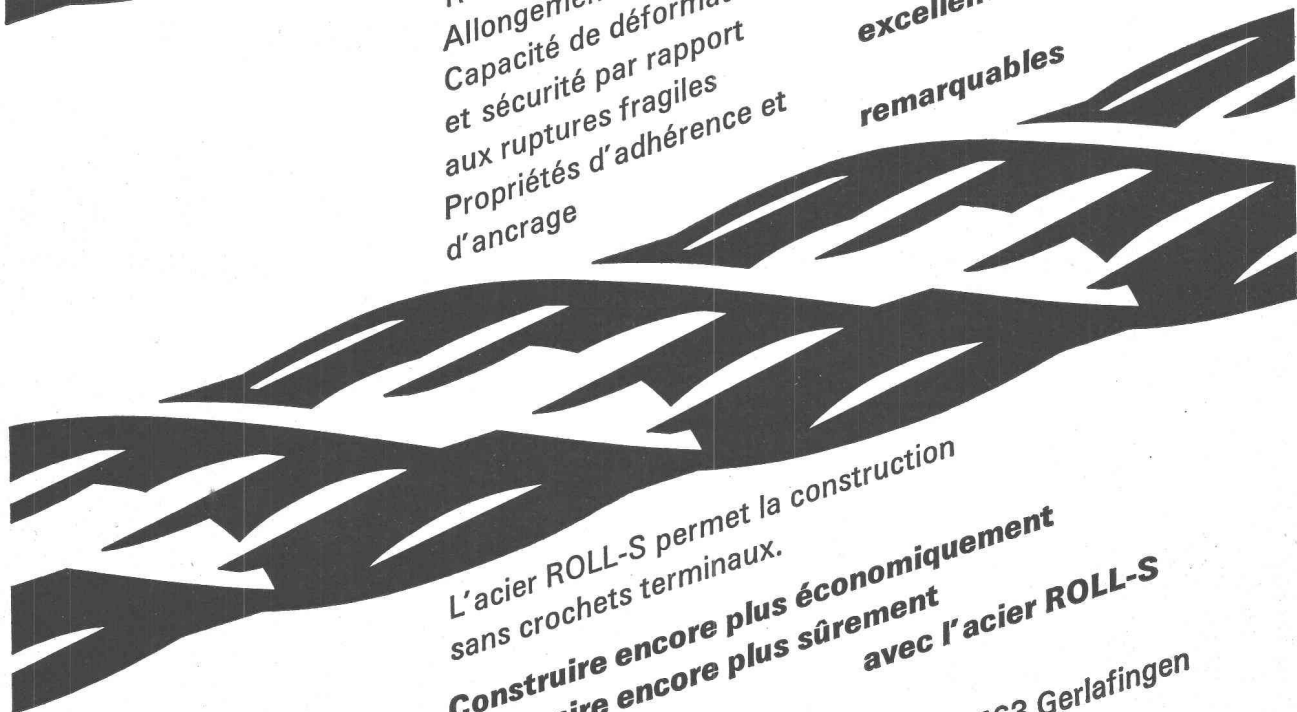 Allongement
Capacité de
et sécurité par rapport
excellen
aux ruptures fragiles
remarquables
Propriétés d'adhérence et
d'ancrage
L'acier ROLL-S permet la construction
sans crochets terminaux.
Construire encore plus économiquement
encore plus sûrement
avec l'acier ROLL-S
Gerlafingen